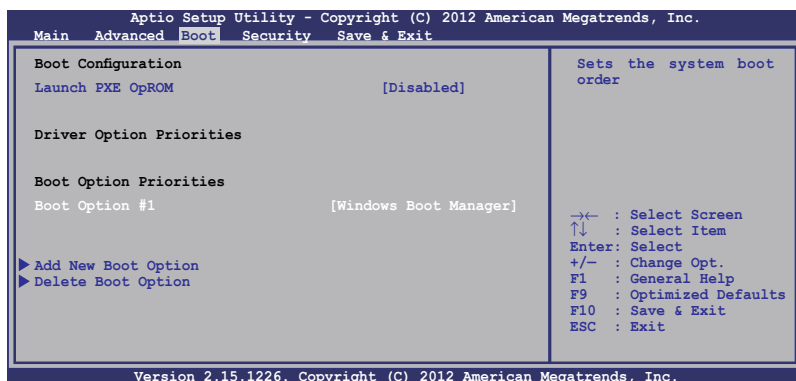 Aptio Setup Utility - Copyright (C) 2012 American Megatrends, Inc.
Main Advanced Boot Security Save & Exit
Boot Configuration
Launch PXE OpROM [Disabled]
Driver Option Priorities
Boot Option Priorities
Boot Option #1 [Windows Boot Manager]
Add New Boot Option
Delete Boot Option
Sets the system boot
order
→← : Select Screen
↑↓ : Select Item
Enter: Select
+/— : Change Opt.
F1 : General Help
F9 : Optimized Defaults
F10 : Save & Exit
ESC : Exit
Version 2.15.1226. Copyright (C) 2012 American Megatrends, Inc.